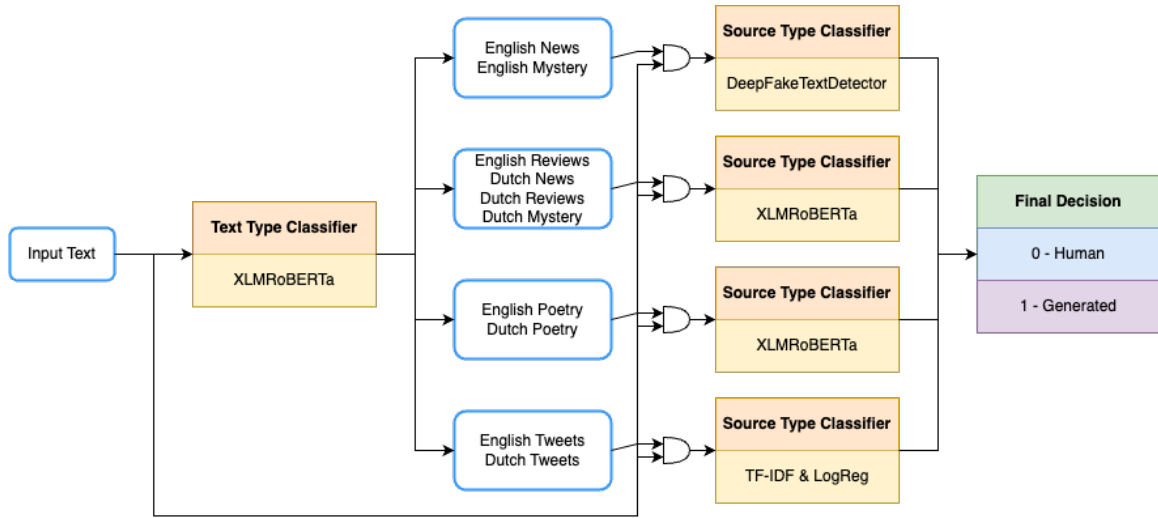 Input Text
Text Type Classifier
XLMRoBERTa
English News
English Mystery
English Reviews
Dutch News
Dutch Reviews
Dutch Mystery
English Poetry
Dutch Poetry
English Tweets
Dutch Tweets
Source Type Classifier
DeepFakeTextDetector
Source Type Classifier
XLMRoBERTa
Source Type Classifier
XLMRoBERTa
Source Type Classifier
TF-IDF & LogReg
Final Decision
0 - Human
1 - Generated